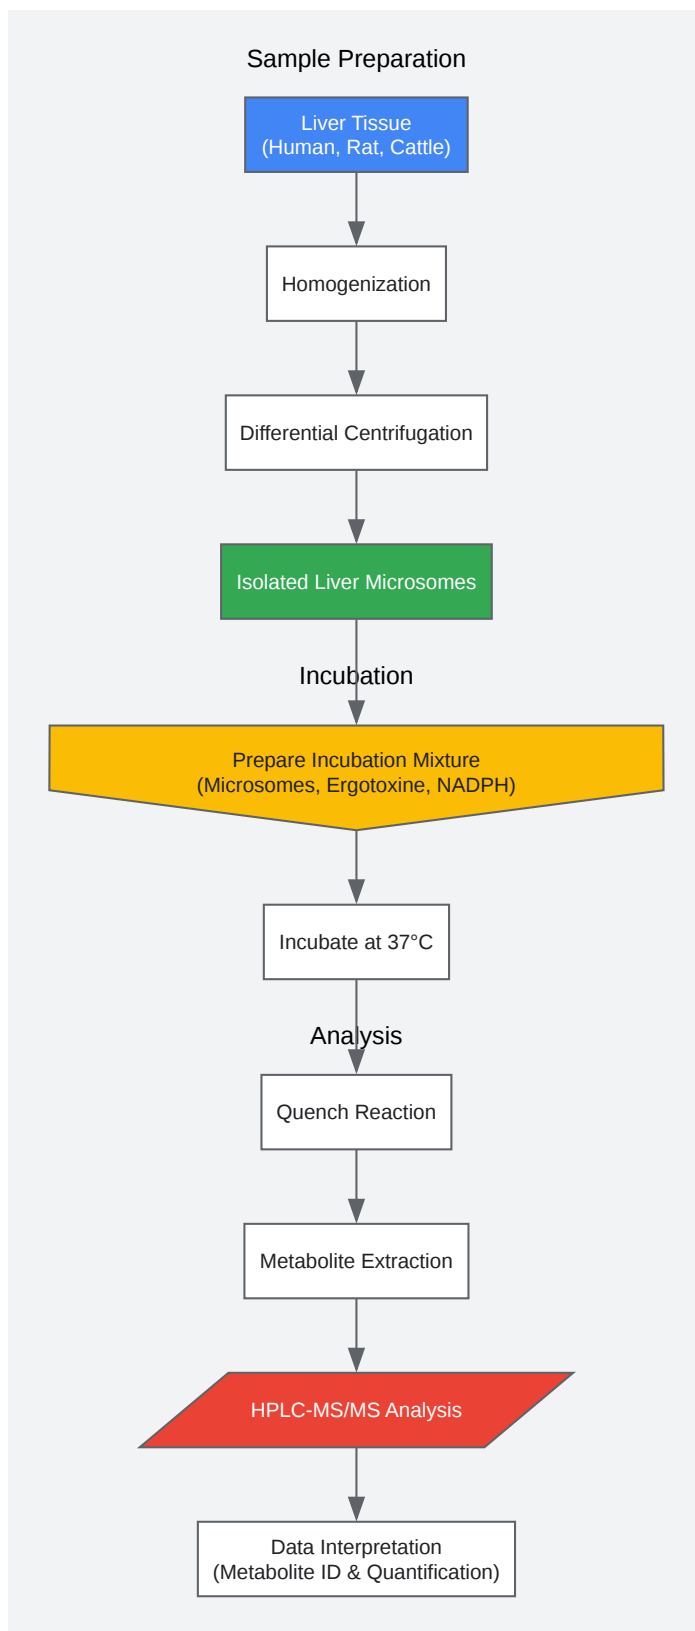 Sample Preparation
Liver Tissue
(Human, Rat, Cattle)
Homogenization
Differential Centrifugation
Isolated Liver Microsomes
Incubation
Prepare Incubation Mixture
(Microsomes, Ergotoxine, NADPH)
Incubate at 37°C
Analysis
Quench Reaction
Metabolite Extraction
HPLC-MS/MS Analysis
Data Interpretation
(Metabolite ID & Quantification)